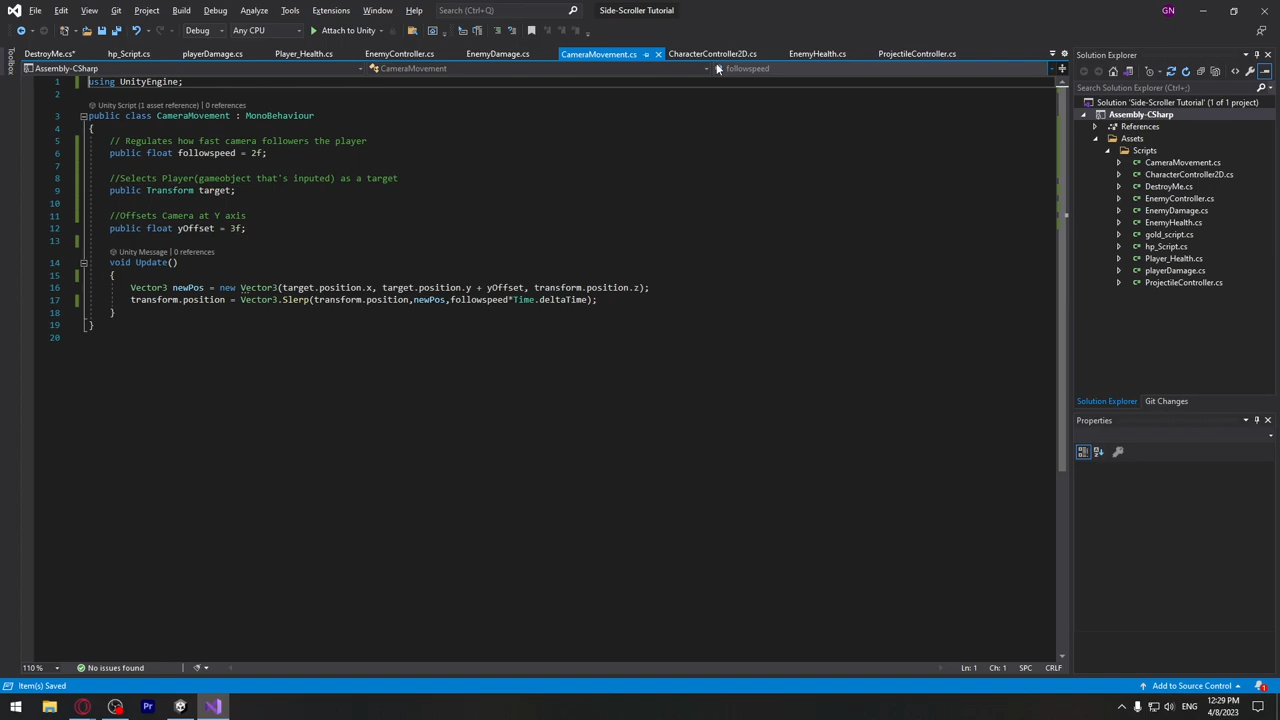 File Edit View Git Project Build Debug Test Analyze Tools Extensions Window Help Search (Ctrl+Q) Side-Scroller Tutorial GN
Debug Any CPU Attach to Unity
DestroyMe.cs* hp_Script.cs playerDamage.cs Player_Health.cs EnemyController.cs EnemyDamage.cs CameraMovement.cs CharacterController2D.cs EnemyHealth.cs ProjectileController.cs
Assembly-CSharp CameraMovement followspeed
Toolbox
1 using UnityEngine;
2
Unity Script (1 asset reference) | 0 references
3 public class CameraMovement : MonoBehaviour
4 {
5 // Regulates how fast camera followers the player
6 public float followspeed = 2f;
7
8 //Selects Player(gameobject that's inputed) as a target
9 public Transform target;
10
11 //Offsets Camera at Y axis
12 public float yOffset = 3f;
13
Unity Message | 0 references
14 void Update()
15 {
16 Vector3 newPos = new Vector3(target.position.x, target.position.y + yOffset, transform.position.z);
17 transform.position = Vector3.Slerp(transform.position,newPos,followspeed*Time.deltaTime);
18 }
19 }
20
110 % No issues found Ln: 1 Ch: 1 SPC CRLF
Solution Explorer
Search Solution Explorer (Ctrl+;)
Solution 'Side-Scroller Tutorial' (1 of 1 project)
Assembly-CSharp
References
Assets
Scripts
CameraMovement.cs
CharacterController2D.cs
DestroyMe.cs
EnemyController.cs
EnemyDamage.cs
EnemyHealth.cs
gold_script.cs
hp_Script.cs
Player_Health.cs
playerDamage.cs
ProjectileController.cs
Solution Explorer Git Changes
Properties
Item(s) Saved Add to Source Control 1
Pr ENG 12:29 PM
4/8/2023